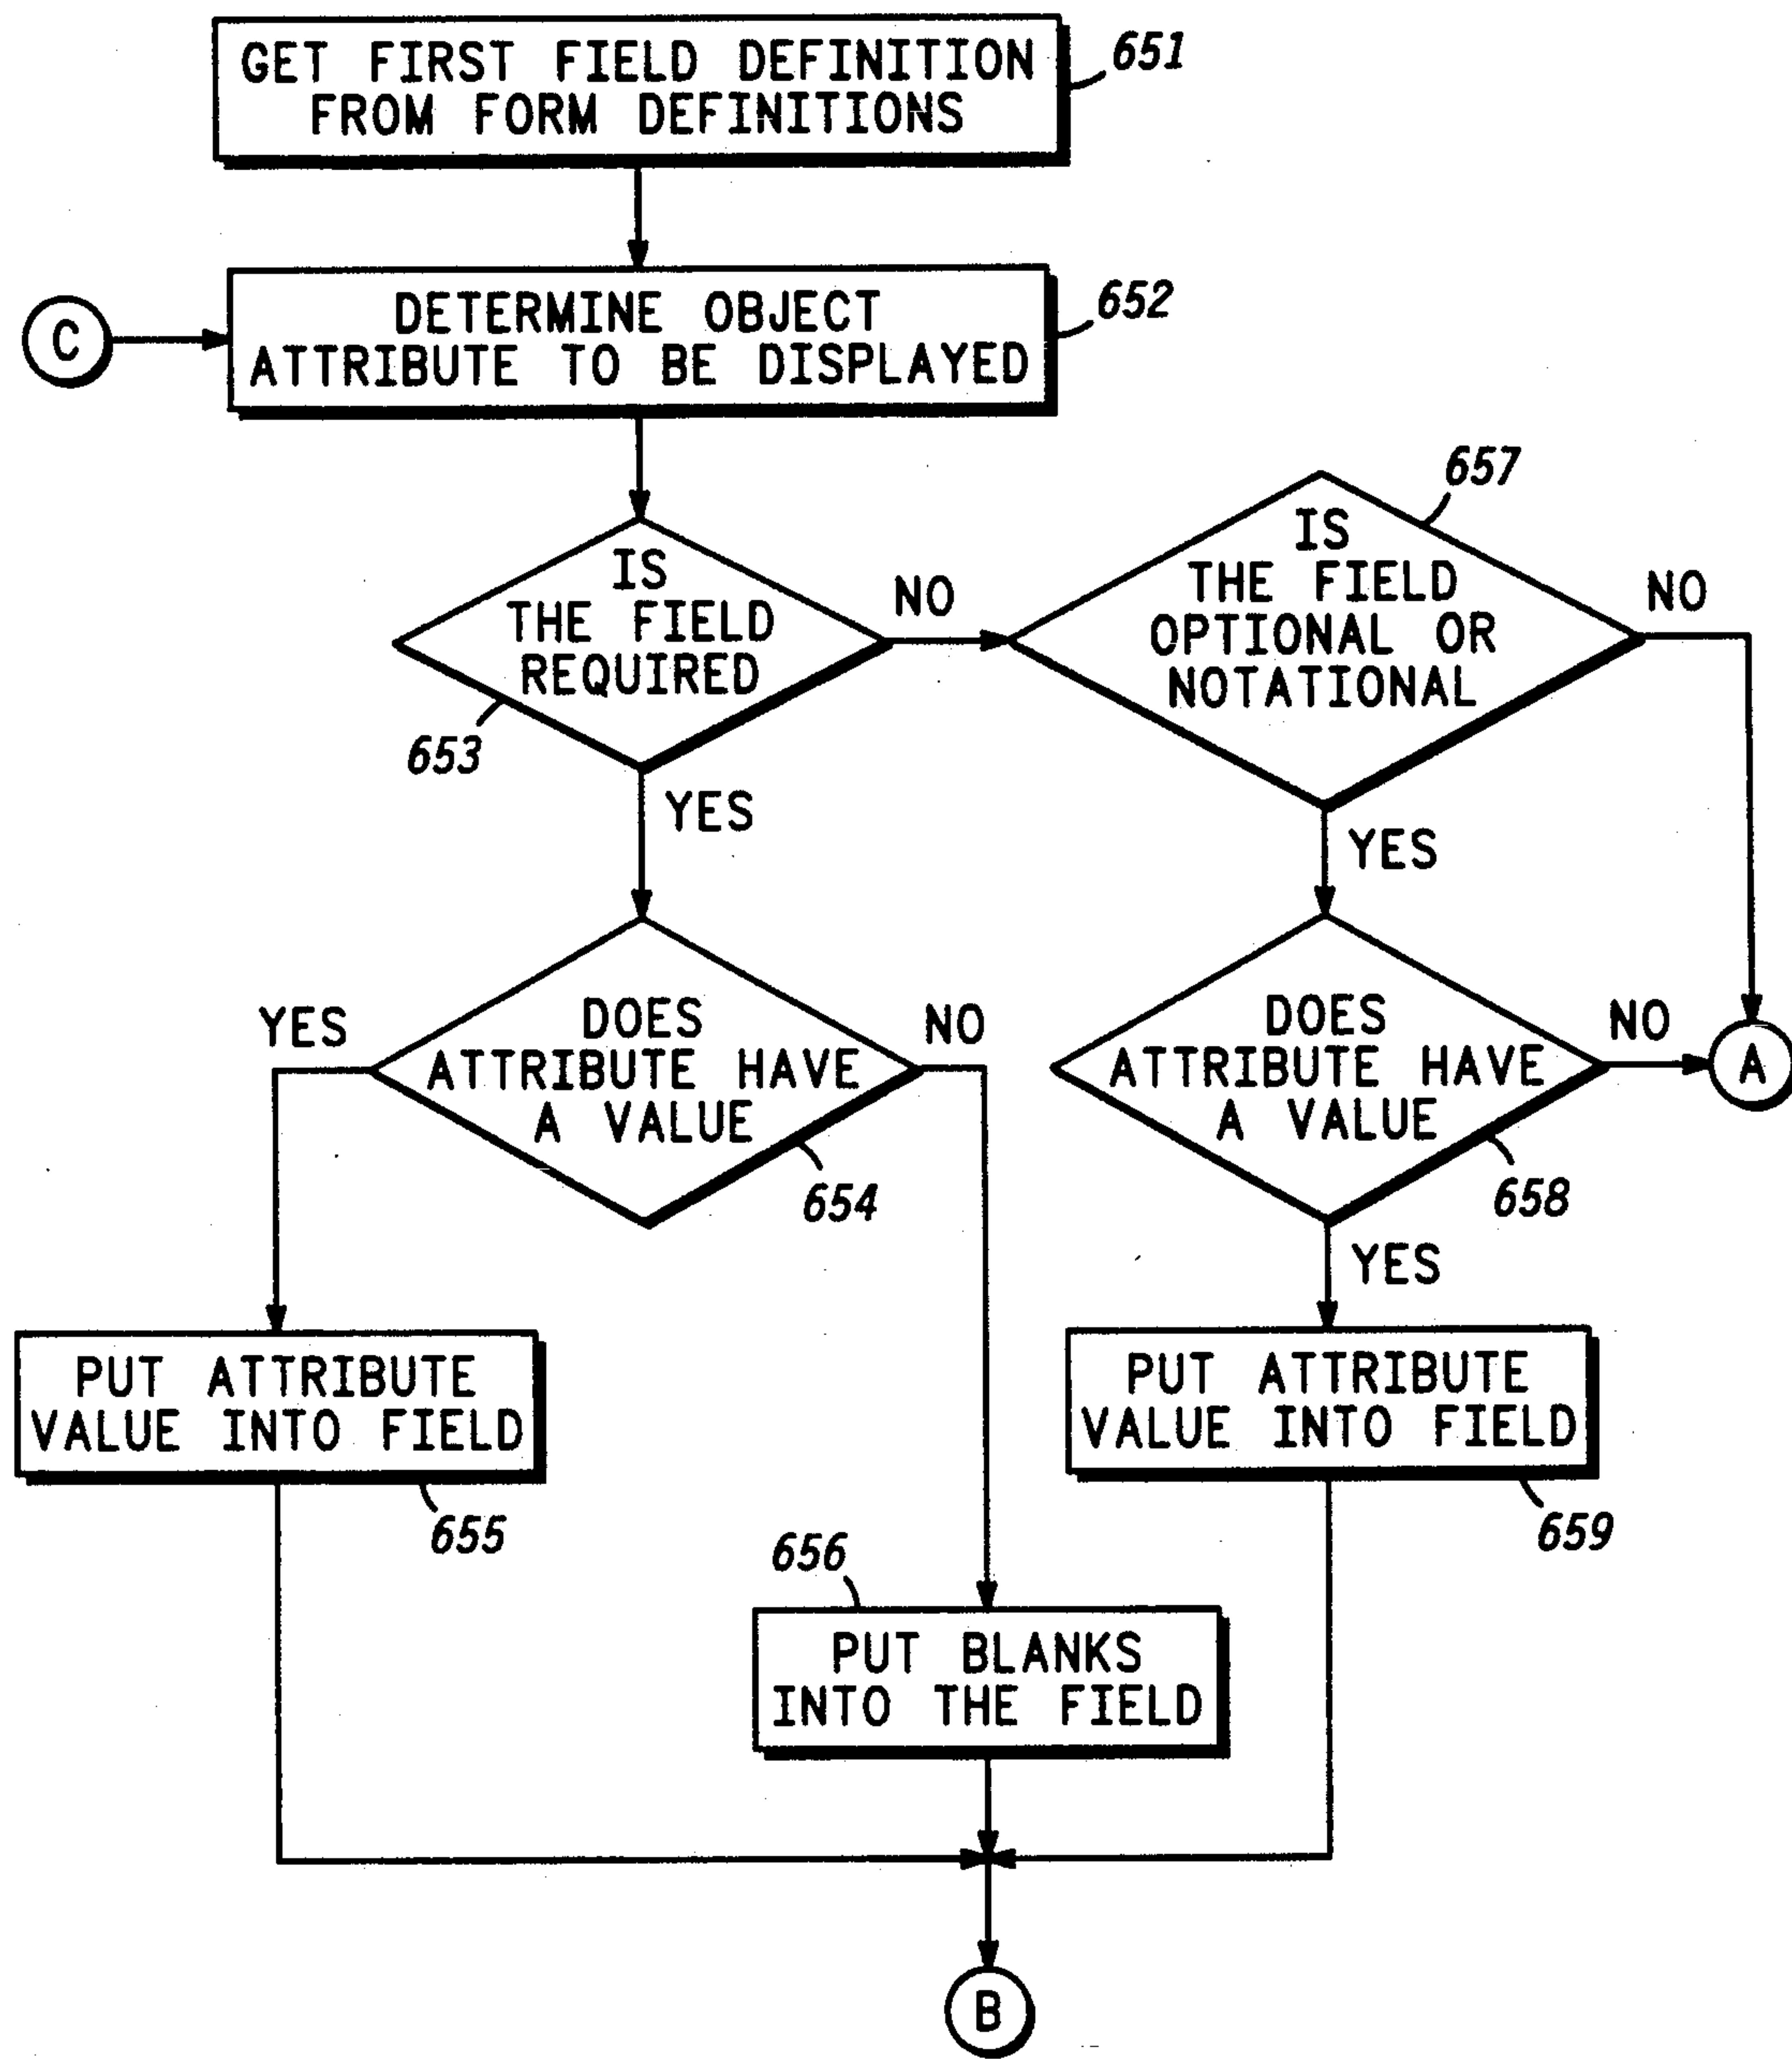 GET FIRST FIELD DEFINITION
FROM FORM DEFINITIONS
651
DETERMINE OBJECT
ATTRIBUTE TO BE DISPLAYED
652
C
IS
THE FIELD
REQUIRED
653
NO
YES
IS
THE FIELD
OPTIONAL OR
NOTATIONAL
657
NO
YES
DOES
ATTRIBUTE HAVE
A VALUE
654
YES
NO
DOES
ATTRIBUTE HAVE
A VALUE
658
NO
A
YES
PUT ATTRIBUTE
VALUE INTO FIELD
655
PUT ATTRIBUTE
VALUE INTO FIELD
659
656
PUT BLANKS
INTO THE FIELD
B